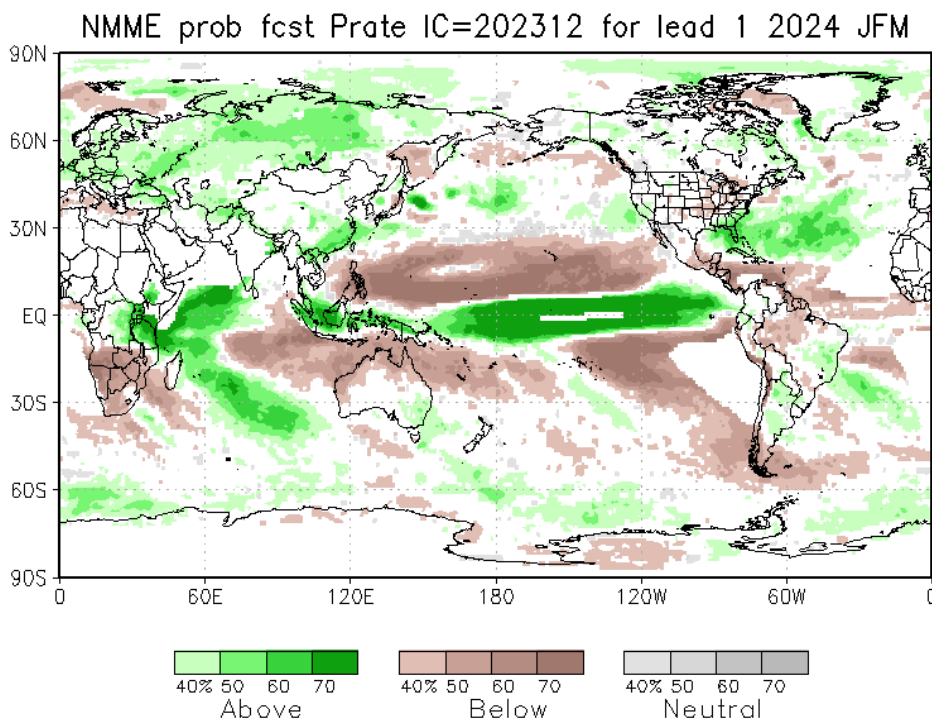 NMME prob fcst Prate IC=202312 for lead 1 2024 JFM
90N
60N
30N
EQ
30S
60S
90S
0 60E 120E 180 120W 60W 0
40% 50 60 70 40% 50 60 70 40% 50 60 70
Above Below Neutral